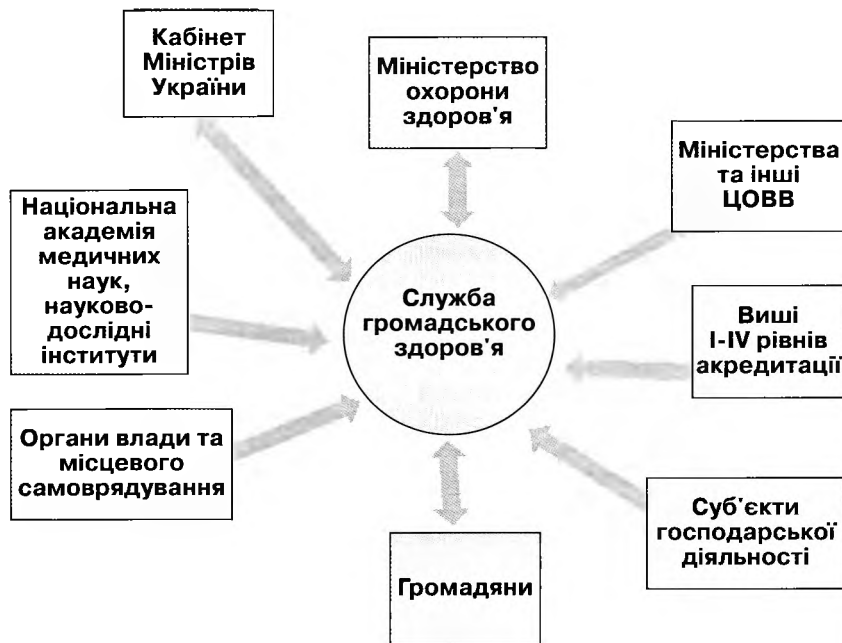 Кабінет
Міністрів
України
Міністерство
охорони
здоров'я
Міністерства
та інші
ЦОВВ
Національна
академія
медичних
наук,
науково-
дослідні
інститути
Служба
громадського
здоров'я
Виші
І-ІV рівнів
акредитації
Органи влади та
місцевого
самоврядування
Суб'єкти
господарської
діяльності
Громадяни